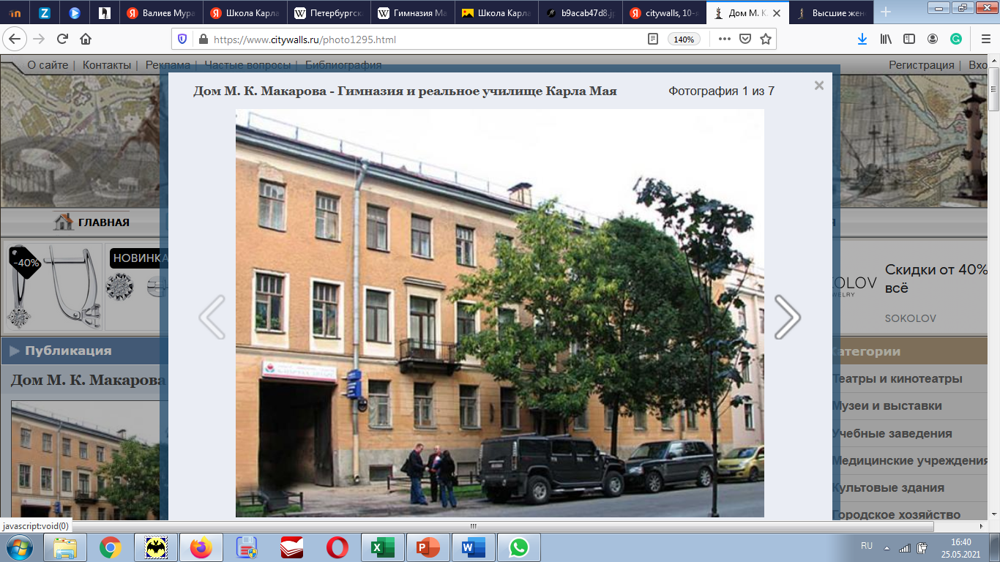 Валиев Мура
Школа Карла
Петербургск
Гимназия Ма
Школа Карла
b9acab47d8.jp
citywalls, 10-я
Дом М. К.
Высшие жен
https://www.citywalls.ru/photo1295.html
140%
О сайте | Контакты | Реклама | Частые вопросы | Библиография
Регистрация | Вхо
Дом М. К. Макарова - Гимназия и реальное училище Карла Мая
Фотография 1 из 7
ГЛАВНАЯ
-40%
НОВИНКА
Скидки от 40%
всё
OKOLOV
WELRY
SOKOLOV
Публикация
Дом М. К. Макарова
Категории
Театры и кинотеатры
Музеи и выставки
Учебные заведения
Медицинские учреждения
Культовые здания
Городское хозяйство
javascript:void(0)
RU
16:40
25.05.2021